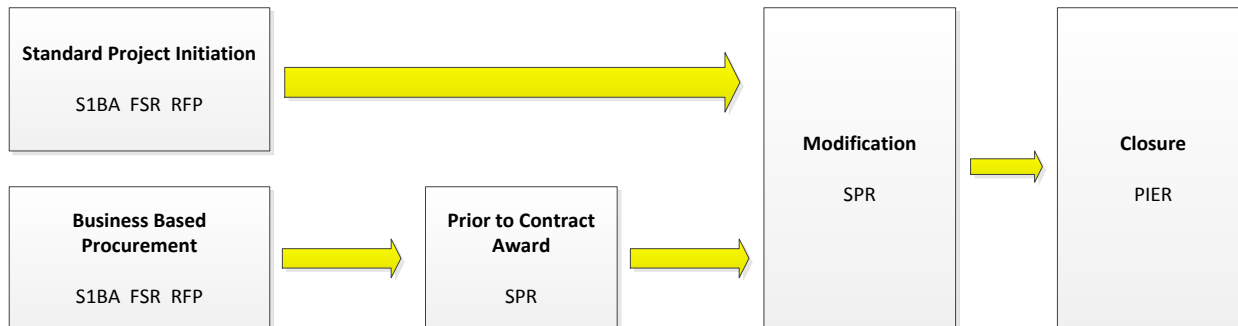 Standard Project Initiation
S1BA FSR RFP
Business Based
Procurement
S1BA FSR RFP
Prior to Contract
Award
SPR
Modification
SPR
Closure
PIER